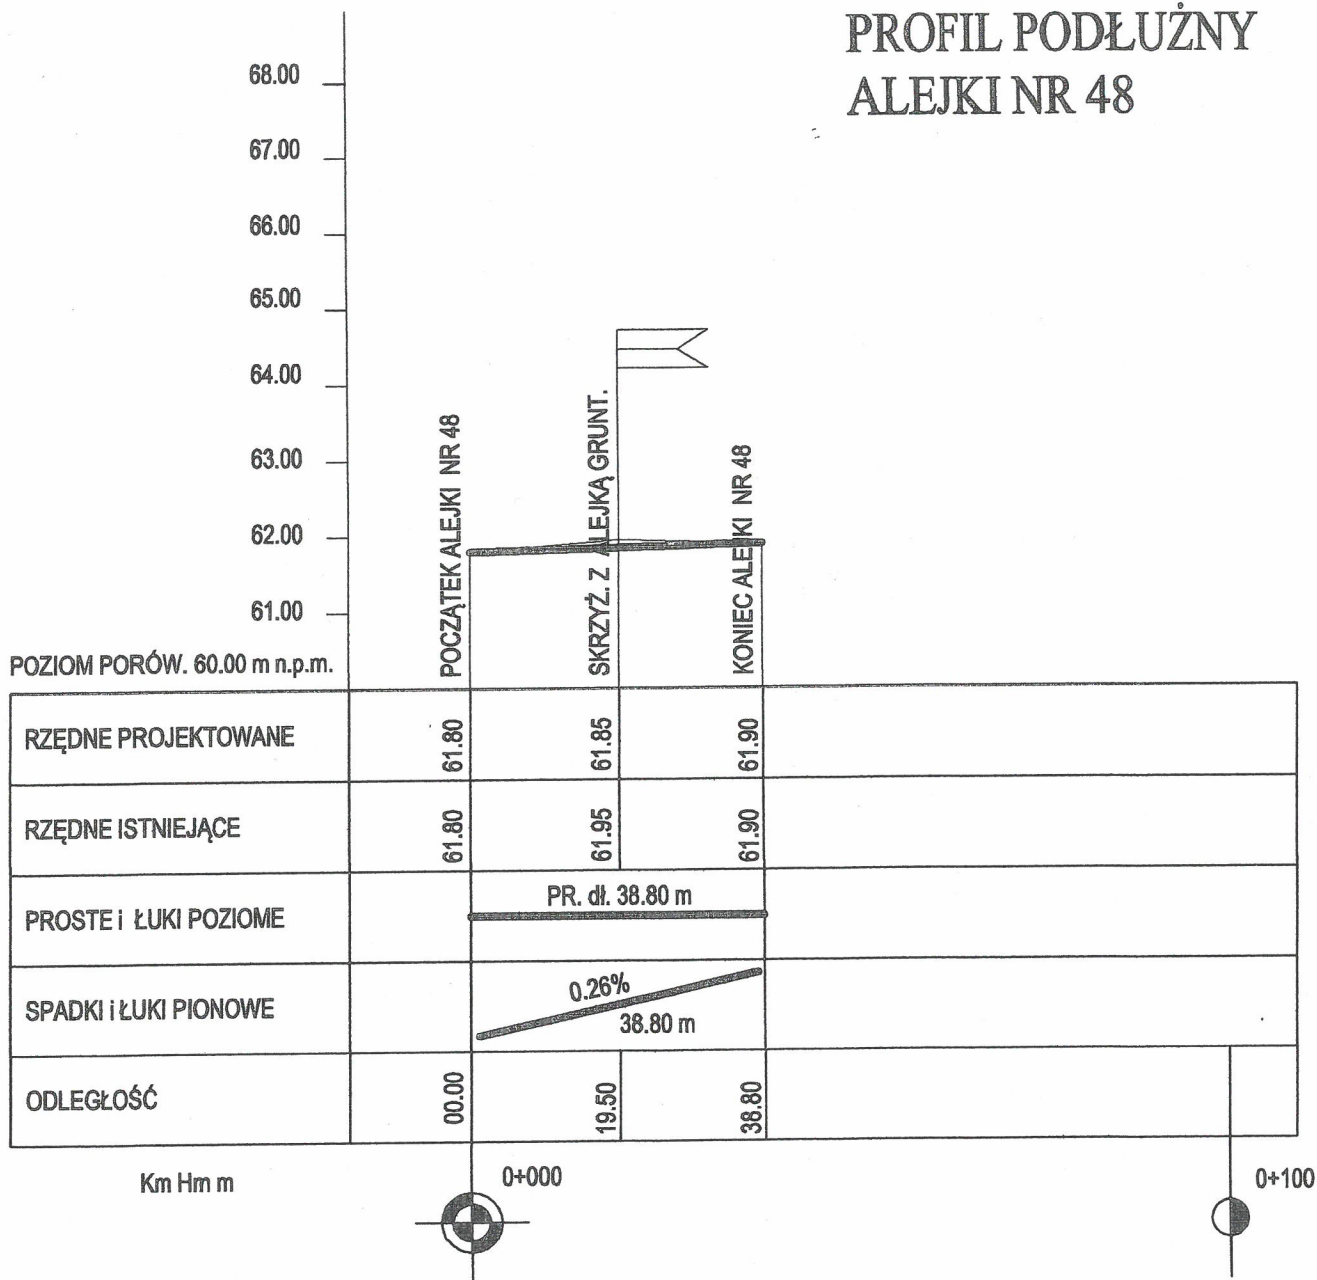 PROFIL PODŁUŻNY
ALEJKI NR 48
68.00
67.00
66.00
65.00
64.00
63.00
62.00
61.00
POCZĄTEK ALEJKI NR 48
SKRZYŻ. Z ALEJKĄ GRUNT.
KONIEC ALEJKI NR 48
POZIOM PORÓW. 60.00 m n.p.m.
RZĘDNE PROJEKTOWANE 61.80 61.85 61.90
RZĘDNE ISTNIEJĄCE 61.80 61.95 61.90
PROSTE i ŁUKI POZIOME PR. dł. 38.80 m
SPADKI i ŁUKI PIONOWE 0.26% 38.80 m
ODLEGŁOŚĆ 00.00 19.50 38.80
Km Hm m 0+000 0+100